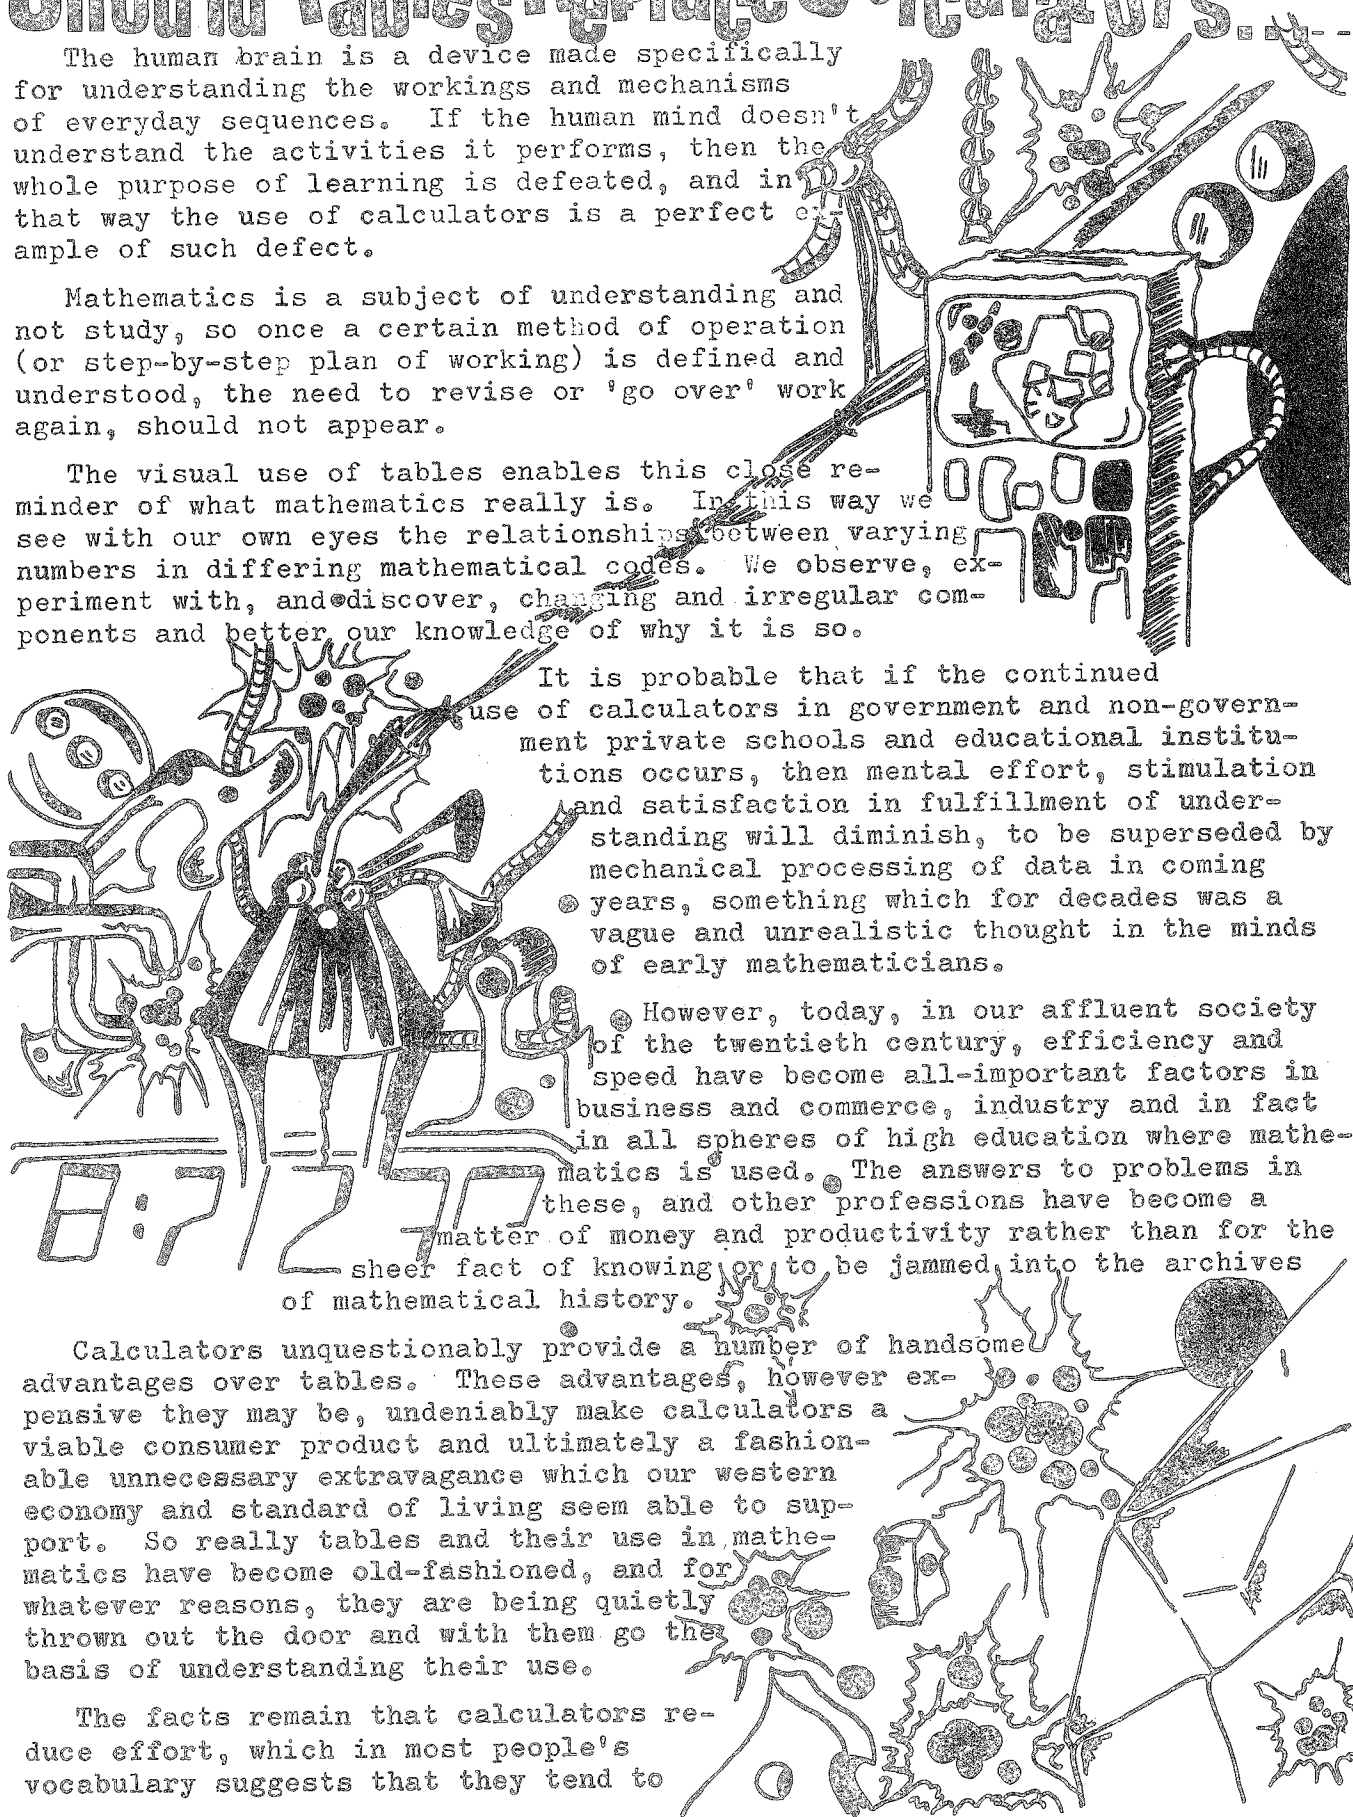 Should Tables Replace Calculators.....
The human brain is a device made specifically
for understanding the workings and mechanisms
of everyday sequences. If the human mind doesn't
understand the activities it performs, then the
whole purpose of learning is defeated, and in
that way the use of calculators is a perfect ex-
ample of such defect.
Mathematics is a subject of understanding and
not study, so once a certain method of operation
(or step-by-step plan of working) is defined and
understood, the need to revise or 'go over' work
again, should not appear.
The visual use of tables enables this close re-
minder of what mathematics really is. In this way we
see with our own eyes the relationships between varying
numbers in differing mathematical codes. We observe, ex-
periment with, and discover, changing and irregular com-
ponents and better our knowledge of why it is so.
It is probable that if the continued
use of calculators in government and non-govern-
ment private schools and educational institu-
tions occurs, then mental effort, stimulation
and satisfaction in fulfillment of under-
standing will diminish, to be superseded by
mechanical processing of data in coming
years, something which for decades was a
vague and unrealistic thought in the minds
of early mathematicians.
However, today, in our affluent society
of the twentieth century, efficiency and
speed have become all-important factors in
business and commerce, industry and in fact
in all spheres of high education where mathe-
matics is used. The answers to problems in
these, and other professions have become a
matter of money and productivity rather than for the
sheer fact of knowing or to be jammed into the archives
of mathematical history.
Calculators unquestionably provide a number of handsome
advantages over tables. These advantages, however ex-
pensive they may be, undeniably make calculators a
viable consumer product and ultimately a fashion-
able unnecessary extravagance which our western
economy and standard of living seem able to sup-
port. So really tables and their use in mathe-
matics have become old-fashioned, and for
whatever reasons, they are being quietly
thrown out the door and with them go the
basis of understanding their use.
The facts remain that calculators re-
duce effort, which in most people's
vocabulary suggests that they tend to